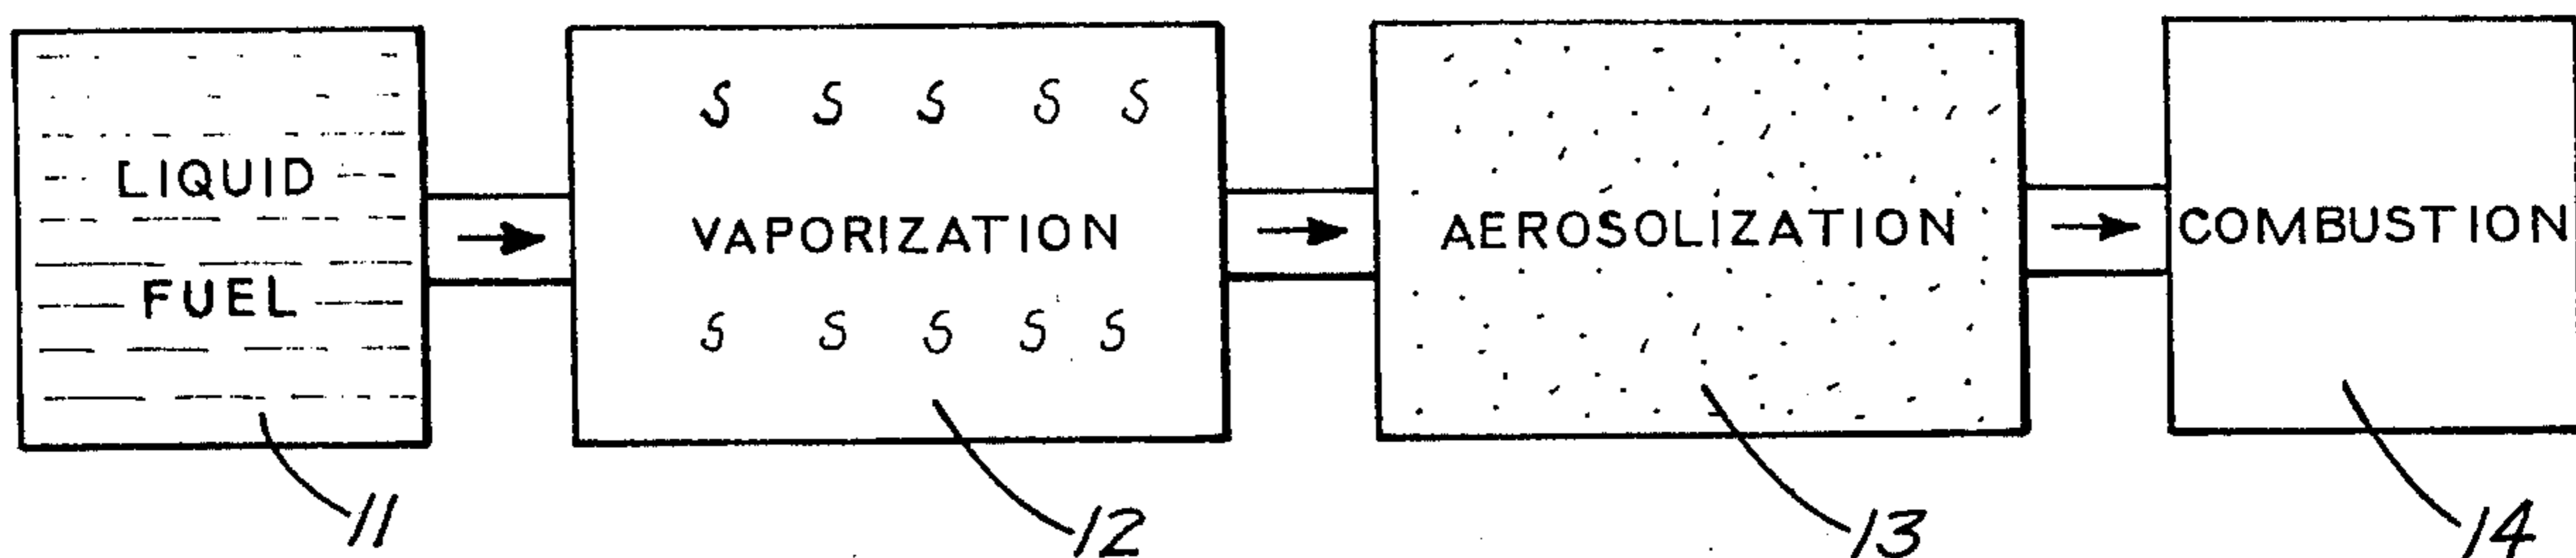 LIQUID
FUEL
S S S S S
VAPORIZATION
S S S S S
AEROSOLIZATION
COMBUSTION
11
12
13
14